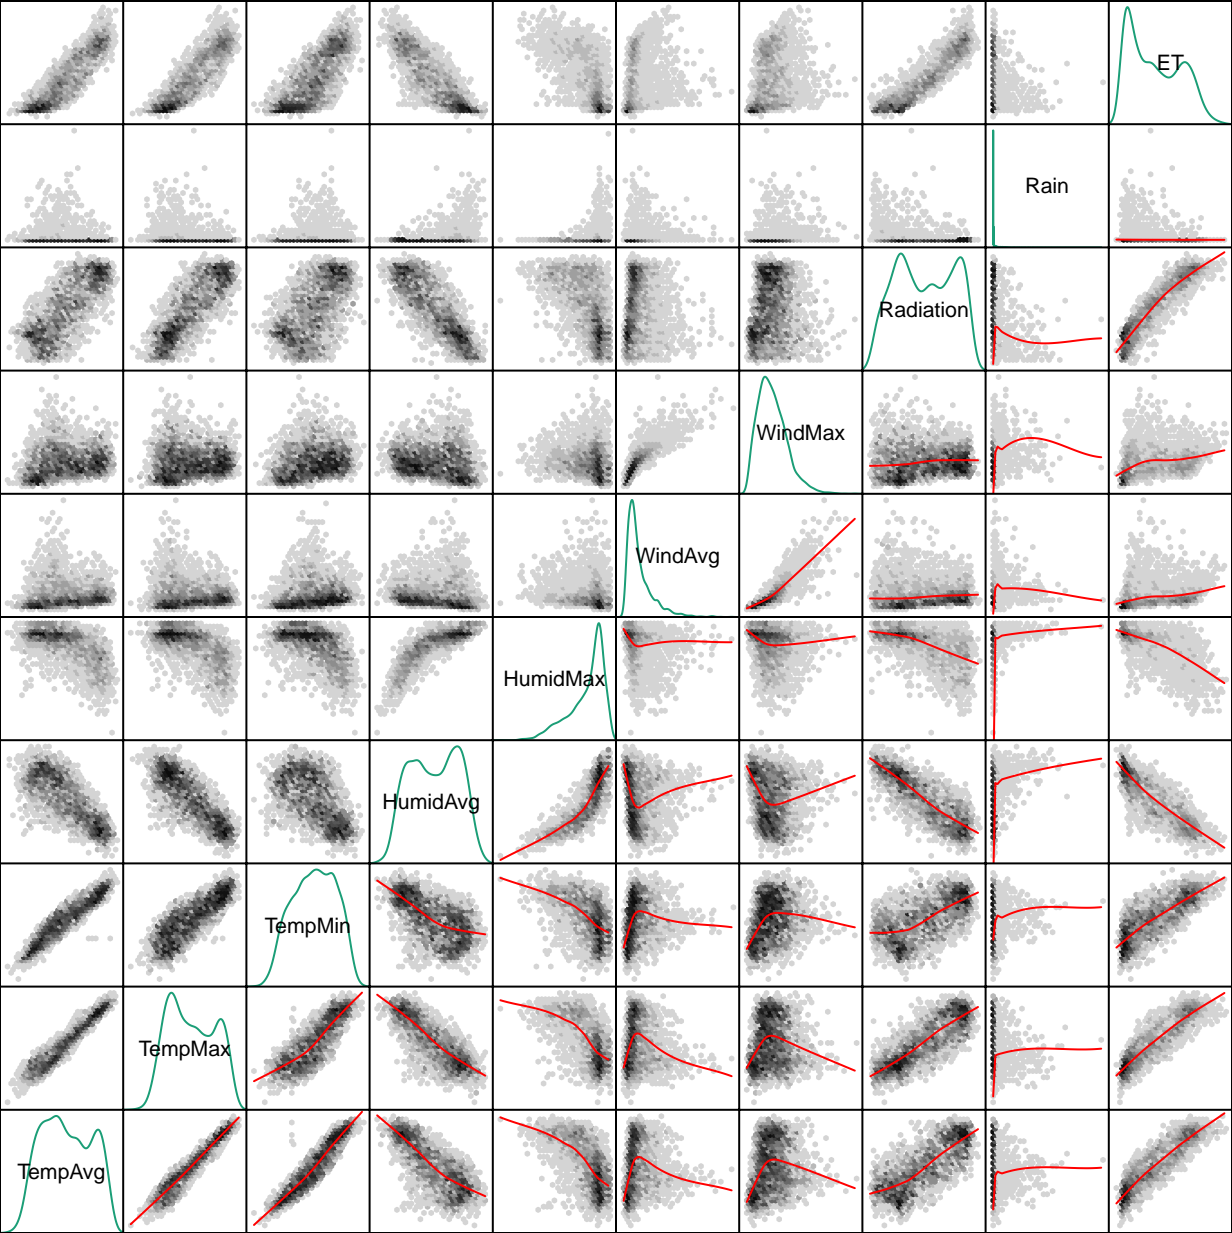 ET
Rain
Radiation
WindMax
WindAvg
HumidMax
HumidAvg
TempMin
TempMax
TempAvg